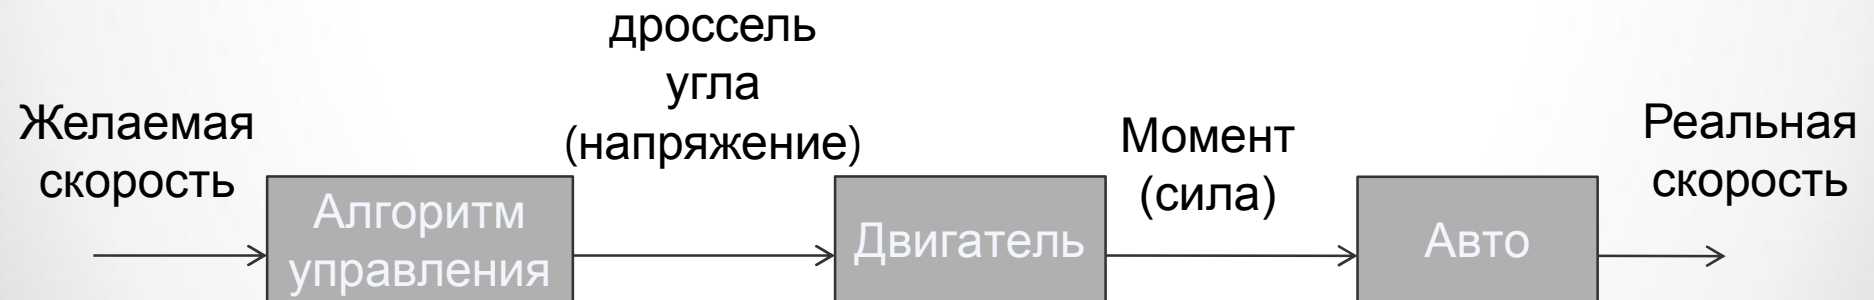 Желаемая
скорость
Алгоритм
управления
дроссель
угла
(напряжение)
Двигатель
Момент
(сила)
Авто
Реальная
скорость